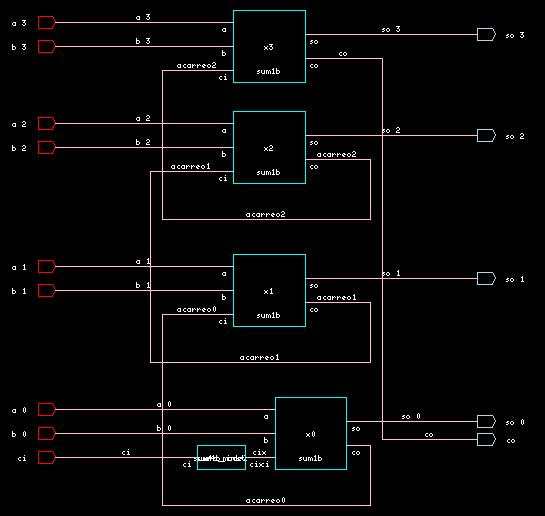 a 3
a 3
so 3
so 3
b 3
b 3
a
x3
so
co
b
co
acarreo2
sum1b
ci
a 2
a 2
so 2
so 2
b 2
b 2
a
x2
so
acarreo2
b
co
acarreo1
sum1b
ci
acarreo2
a 1
a 1
so 1
so 1
b 1
b 1
a
x1
so
acarreo1
b
co
acarreo0
sum1b
ci
acarreo1
a 0
a 0
so 0
so 0
b 0
b 0
a
x0
so
co
co
b
co
ci
ci
cix
sum1b
ci
cixi
acarreo0